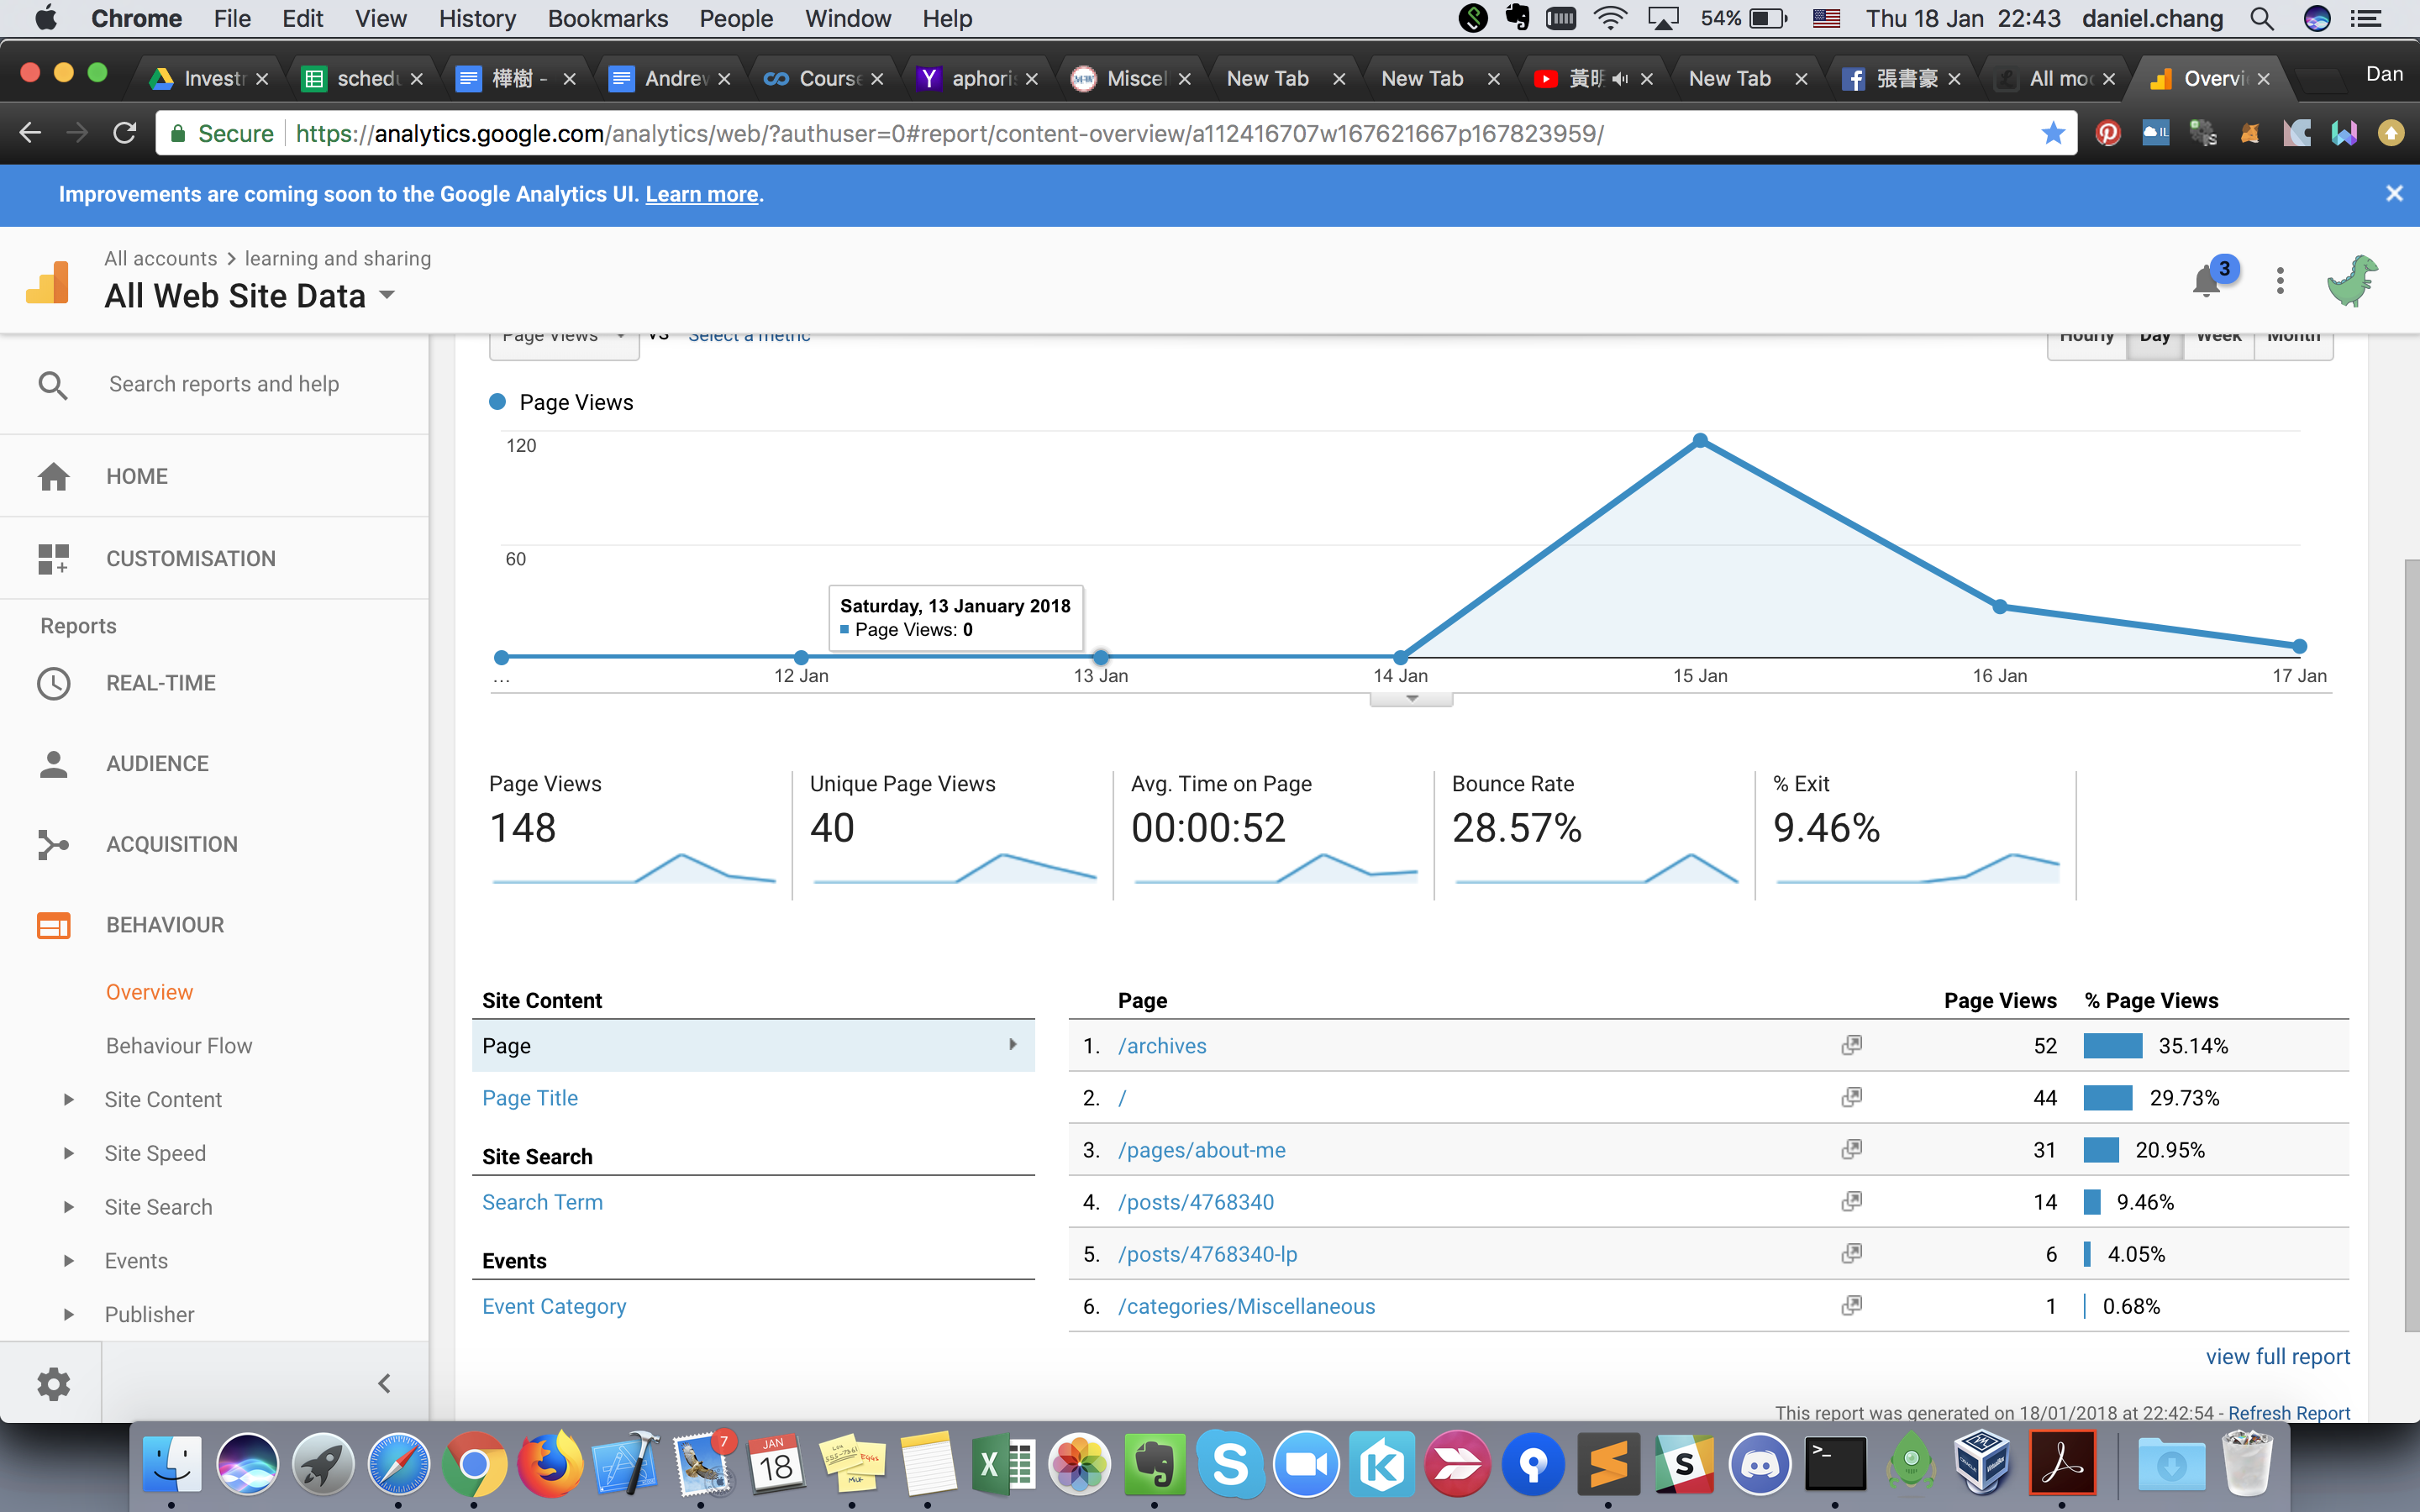 Chrome File Edit View History Bookmarks People Window Help 54% Thu 18 Jan 22:43 daniel.chang
Investr schedu 樺樹 - Andrew Course aphoris Miscel New Tab New Tab 黃明 New Tab 張書豪 All mod Overvi Dan
Secure https://analytics.google.com/analytics/web/?authuser=0#report/content-overview/a112416707w167621667p167823959/
Improvements are coming soon to the Google Analytics UI. Learn more.
All accounts > learning and sharing
All Web Site Data
3
Page Views VS Select a metric
Hourly Day Week Month
Search reports and help
HOME
CUSTOMISATION
Reports
REAL-TIME
AUDIENCE
ACQUISITION
BEHAVIOUR
Overview
Behaviour Flow
Site Content
Site Speed
Site Search
Events
Publisher
Page Views
120
60
Saturday, 13 January 2018
Page Views: 0
... 12 Jan 13 Jan 14 Jan 15 Jan 16 Jan 17 Jan
Page Views Unique Page Views Avg. Time on Page Bounce Rate % Exit
148 40 00:00:52 28.57% 9.46%
Site Content
Page
Page Title
Site Search
Search Term
Events
Event Category
Page Page Views % Page Views
1. /archives 52 35.14%
2. / 44 29.73%
3. /pages/about-me 31 20.95%
4. /posts/4768340 14 9.46%
5. /posts/4768340-lp 6 4.05%
6. /categories/Miscellaneous 1 0.68%
view full report
This report was generated on 18/01/2018 at 22:42:54 - Refresh Report
7
JAN
18